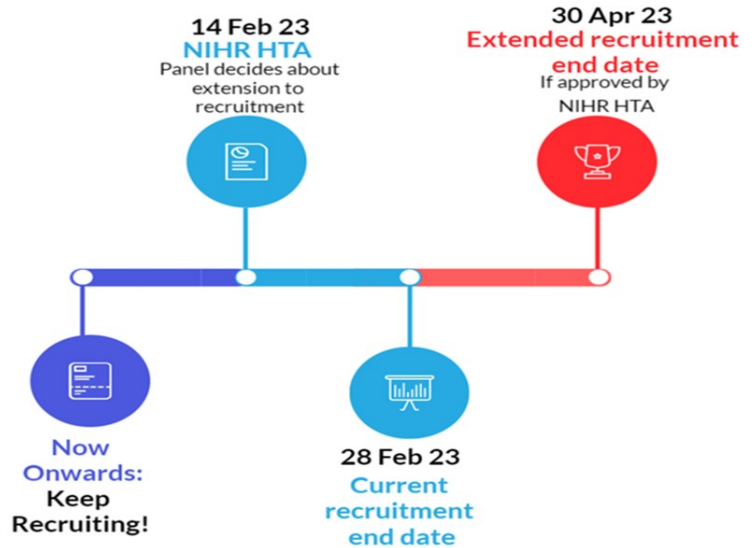 14 Feb 23
NIHR HTA
Panel decides about
extension to
recruitment
30 Apr 23
Extended recruitment
end date
If approved by
NIHR HTA
Now
Onwards:
Keep
Recruiting!
28 Feb 23
Current
recruitment
end date